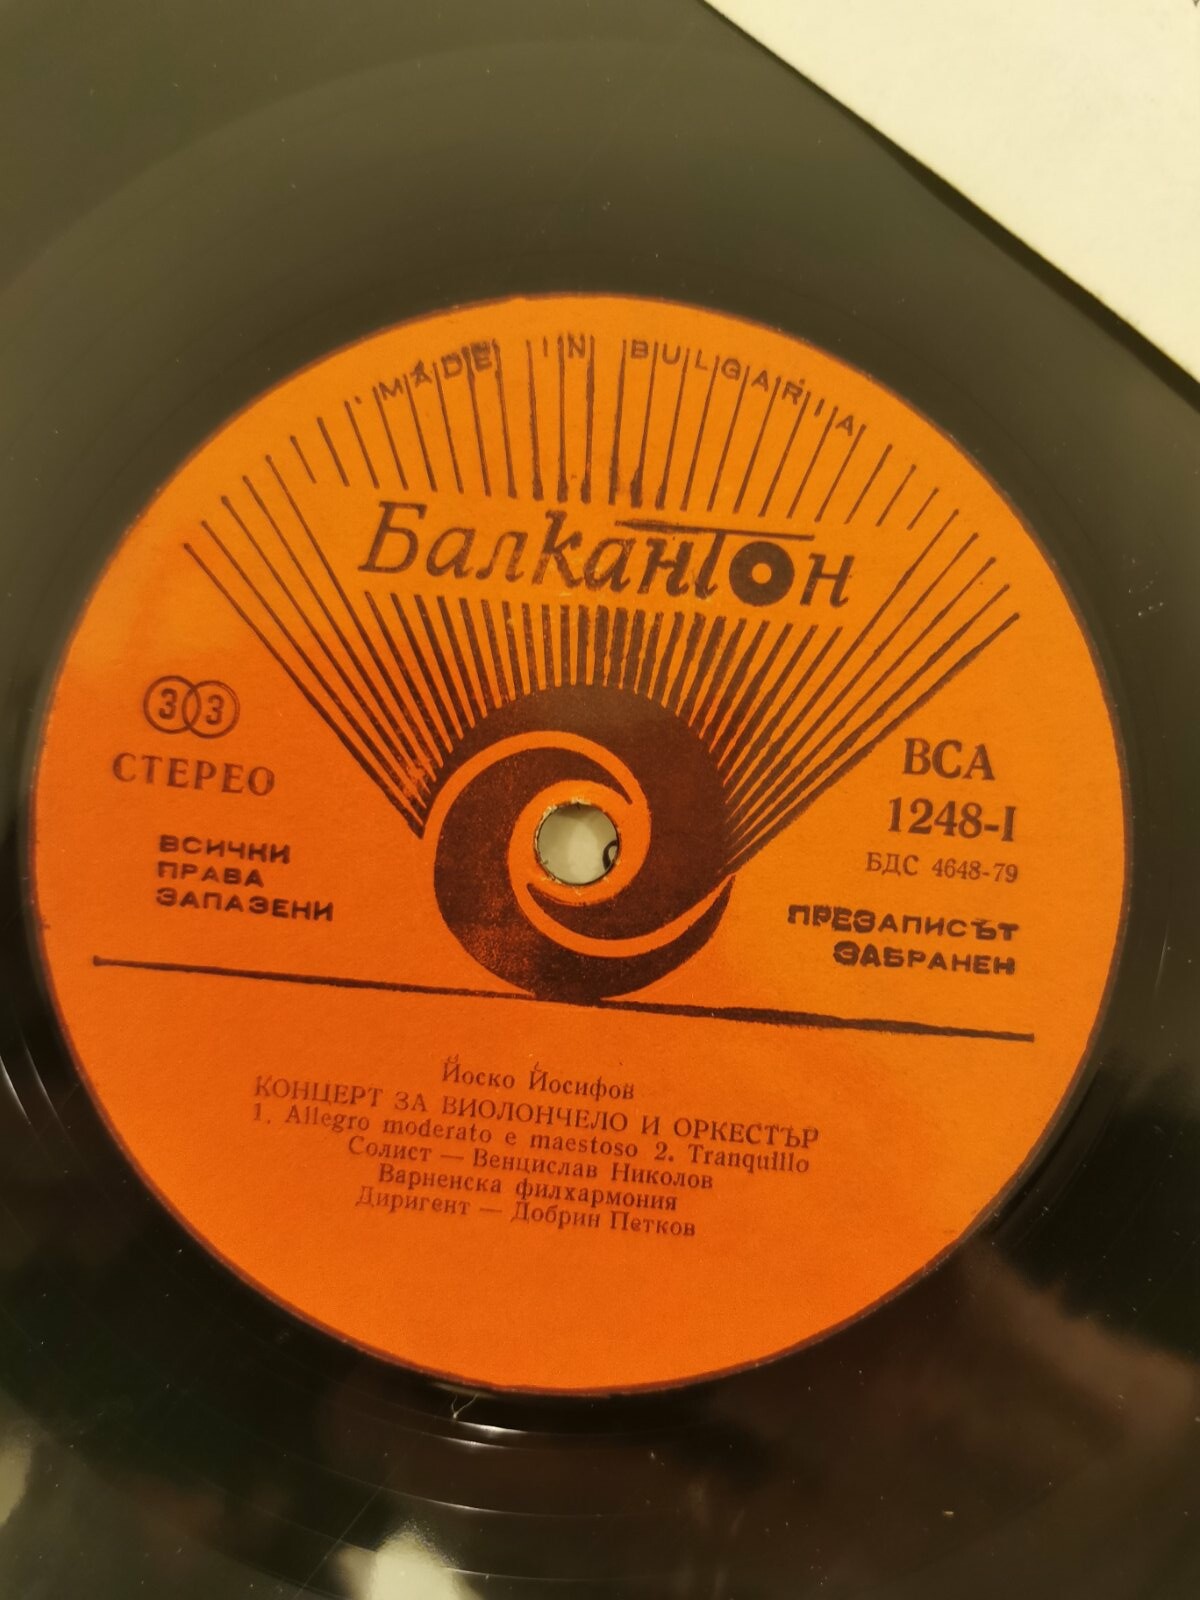 MADE IN BULGARIA
Балкантон
33
СТЕРЕО
ВСИЧКИ
ПРАВА
ЗАПАЗЕНИ
ВСА
1248-I
БДС 4648-79
ПРЕЗАПИСЪТ
ЗАБРАНЕН
Йоско Йосифов
КОНЦЕРТ ЗА ВИОЛОНЧЕЛО И ОРКЕСТЪР
1. Allegro moderato e maestoso 2. Tranquillo
Солист — Венцислав Николов
Варненска филхармония
Диригент — Добрин Петков